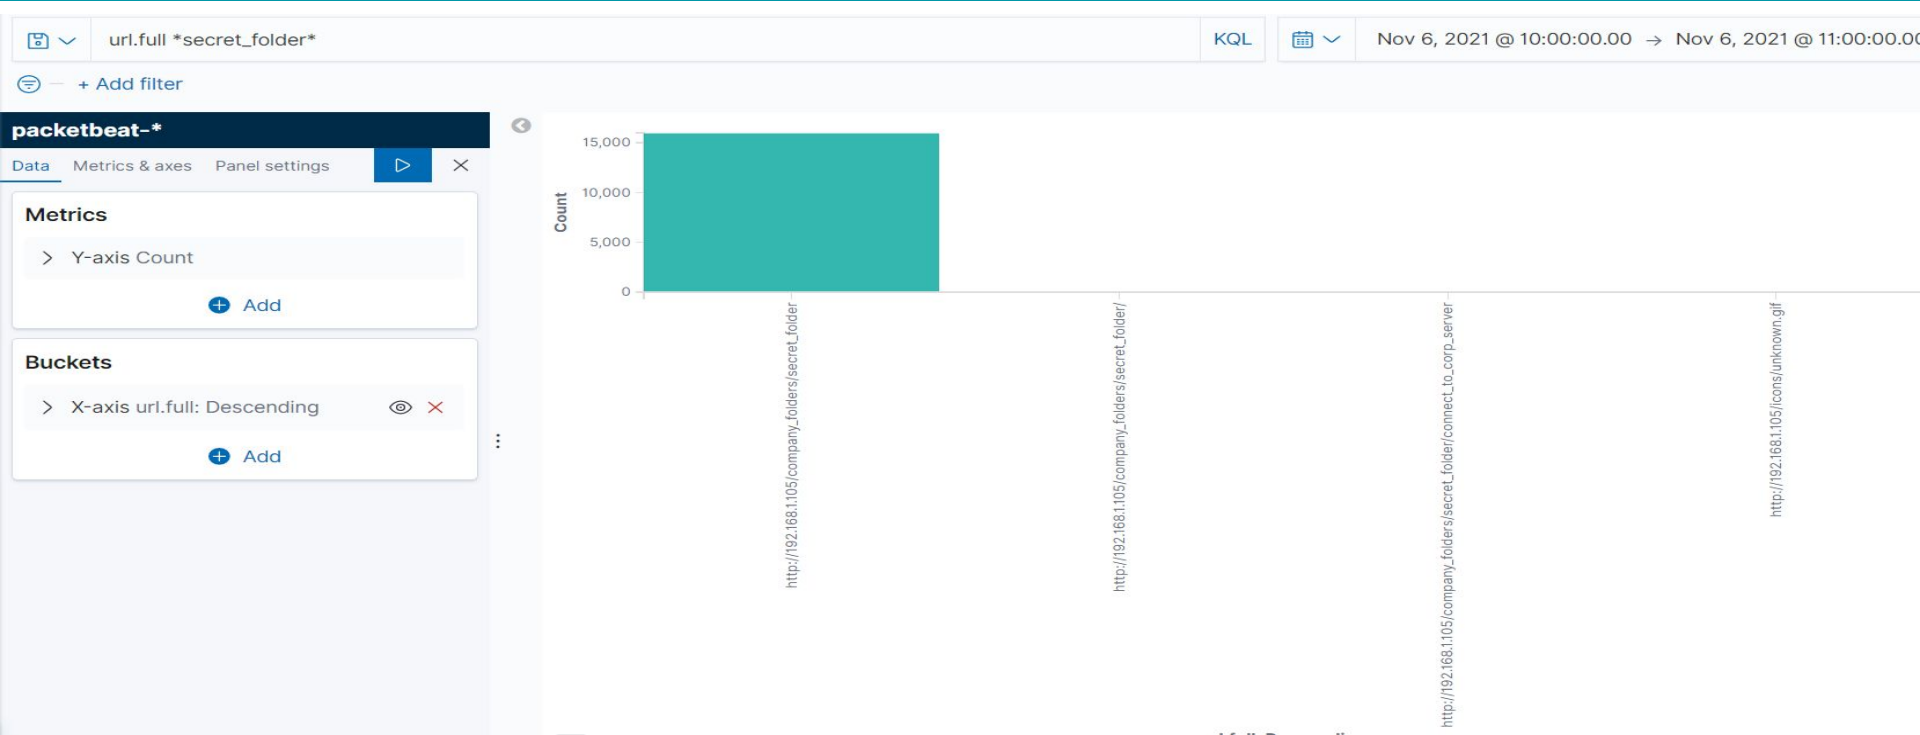 url.full *secret_folder*
KQL
Nov 6, 2021 @ 10:00:00.00 → Nov 6, 2021 @ 11:00:00.00
+ Add filter
packetbeat-*
Data Metrics & axes Panel settings
Metrics
Y-axis Count
Add
Buckets
X-axis url.full: Descending
Add
Count
15,000
10,000
5,000
0
http://192.168.1.105/company_folders/secret_folder
http://192.168.1.105/company_folders/secret_folder/
http://192.168.1.105/company_folders/secret_folder/connect_to_corp_server
http://192.168.1.105/icons/unknown.gif